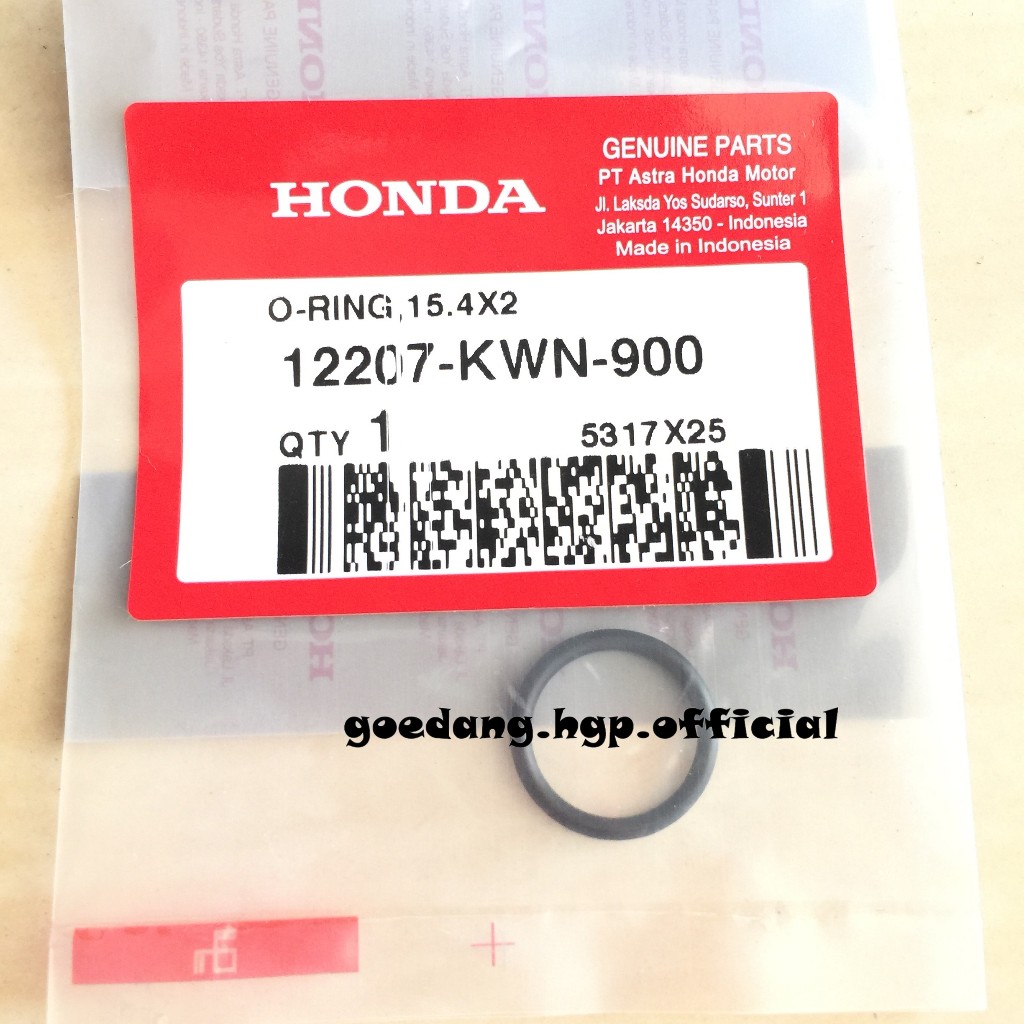 HONDA
GENUINE PARTS
PT Astra Honda Motor
Jl. Laksda Yos Sudarso, Sunter 1
Jakarta 14350 - Indonesia
Made in Indonesia
O-RING,15.4X2
12207-KWN-900
QTY 1
5317X25
goedang.hgp.official